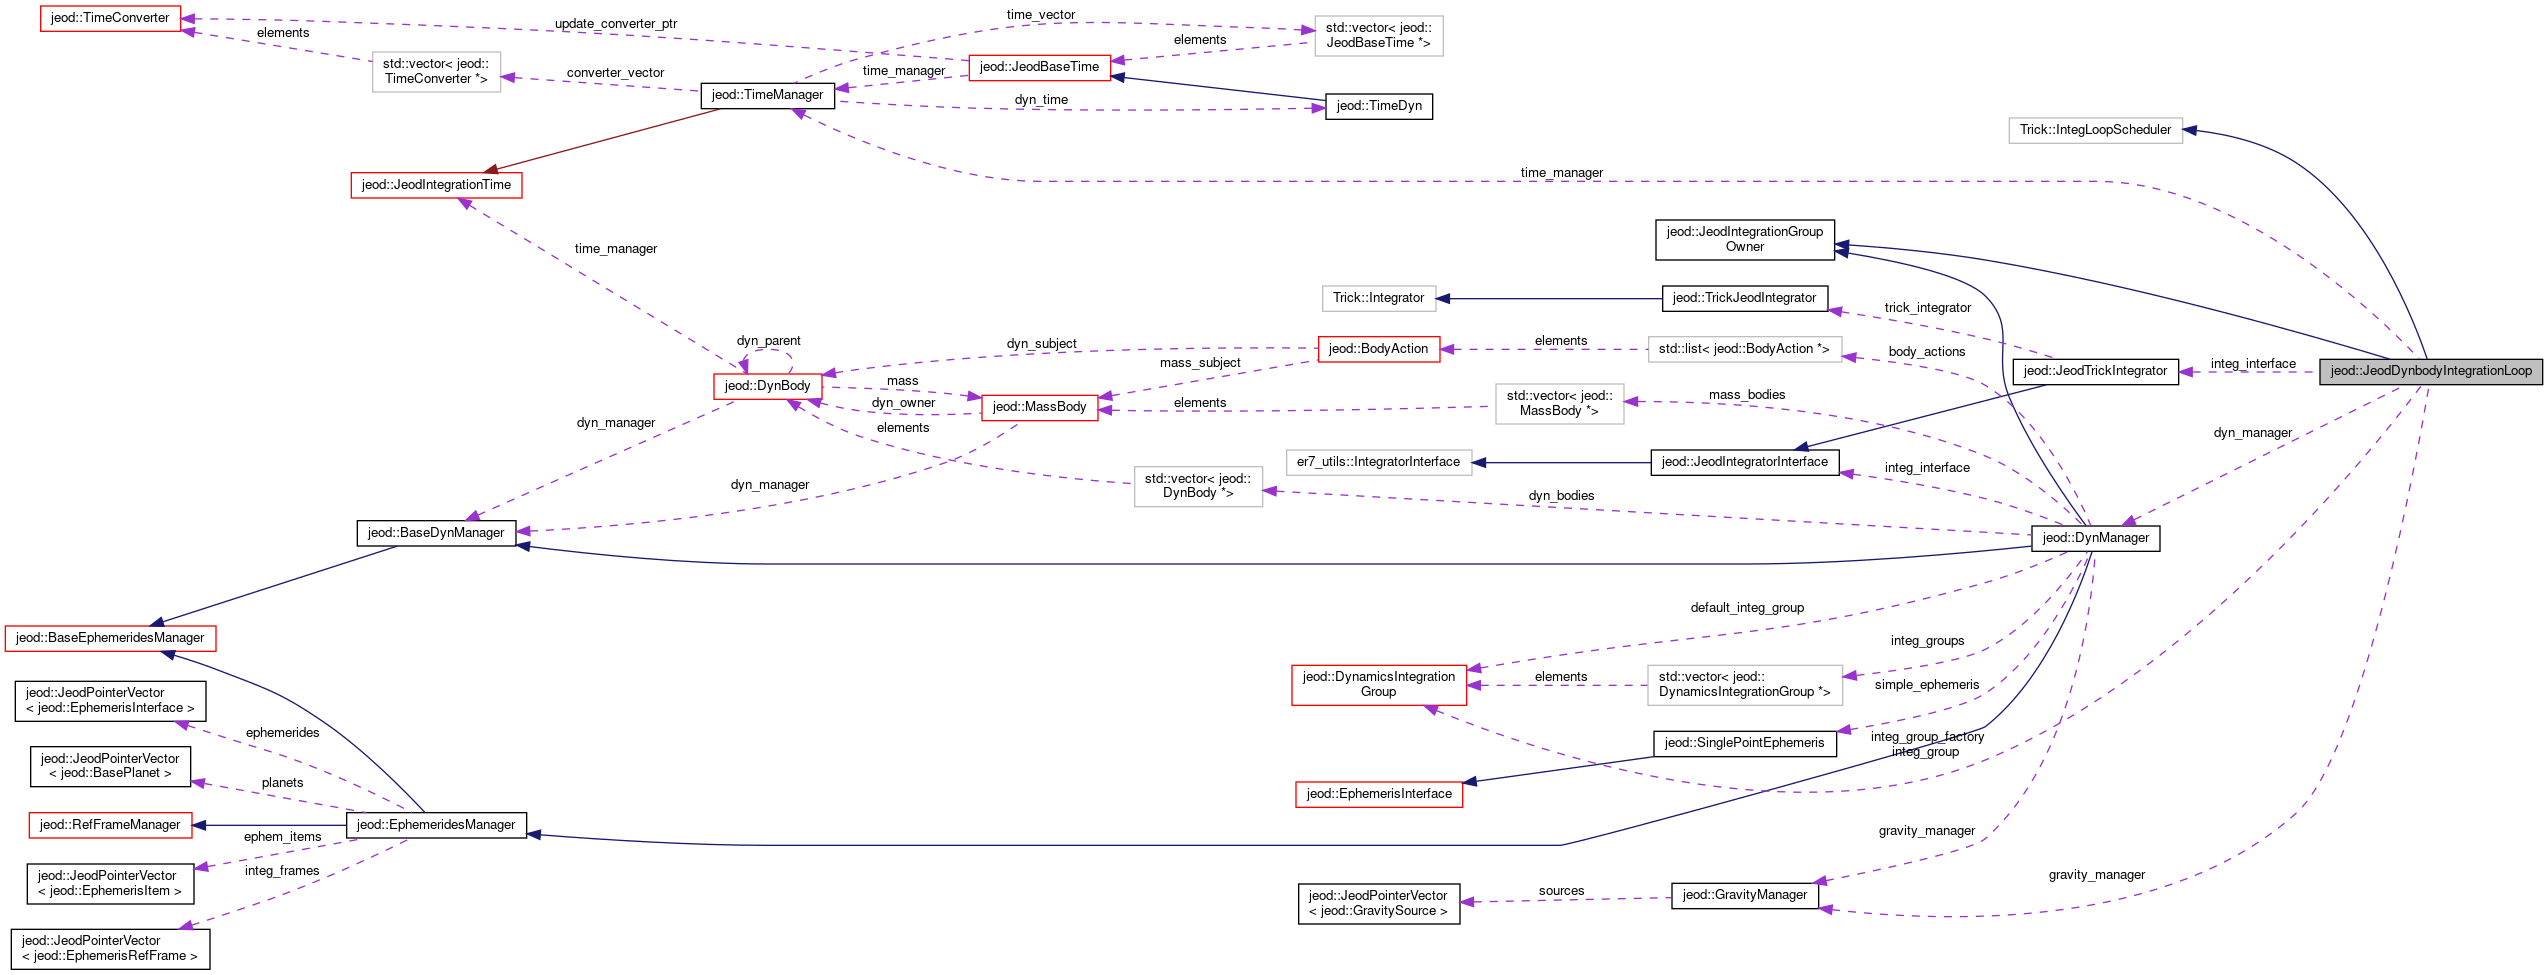 jeod::TimeConverter
update_converter_ptr
time_vector
std::vector< jeod::
JeodBaseTime *>
elements
elements
std::vector< jeod::
TimeConverter *>
converter_vector
time_manager
jeod::JeodBaseTime
jeod::TimeManager
dyn_time
jeod::TimeDyn
Trick::IntegLoopScheduler
time_manager
jeod::JeodIntegrationTime
jeod::JeodIntegrationGroup
Owner
time_manager
Trick::Integrator
jeod::TrickJeodIntegrator
trick_integrator
dyn_parent
dyn_subject
jeod::BodyAction
elements
std::list< jeod::BodyAction *>
body_actions
integ_interface
jeod::JeodDynbodyIntegrationLoop
jeod::JeodTrickIntegrator
mass_subject
jeod::DynBody
mass
dyn_owner
jeod::MassBody
elements
std::vector< jeod::
MassBody *>
mass_bodies
dyn_manager
elements
dyn_manager
er7_utils::IntegratorInterface
jeod::JeodIntegratorInterface
integ_interface
dyn_manager
std::vector< jeod::
DynBody *>
dyn_bodies
jeod::BaseDynManager
jeod::DynManager
default_integ_group
integ_groups
jeod::BaseEphemeridesManager
jeod::DynamicsIntegration
Group
elements
std::vector< jeod::
DynamicsIntegrationGroup *>
simple_ephemeris
jeod::JeodPointerVector
< jeod::EphemerisInterface >
ephemerides
jeod::SinglePointEphemeris
integ_group_factory
integ_group
jeod::JeodPointerVector
< jeod::BasePlanet >
planets
jeod::EphemerisInterface
jeod::RefFrameManager
jeod::EphemeridesManager
ephem_items
gravity_manager
integ_frames
gravity_manager
jeod::JeodPointerVector
< jeod::EphemerisItem >
jeod::JeodPointerVector
< jeod::GravitySource >
sources
jeod::GravityManager
jeod::JeodPointerVector
< jeod::EphemerisRefFrame >